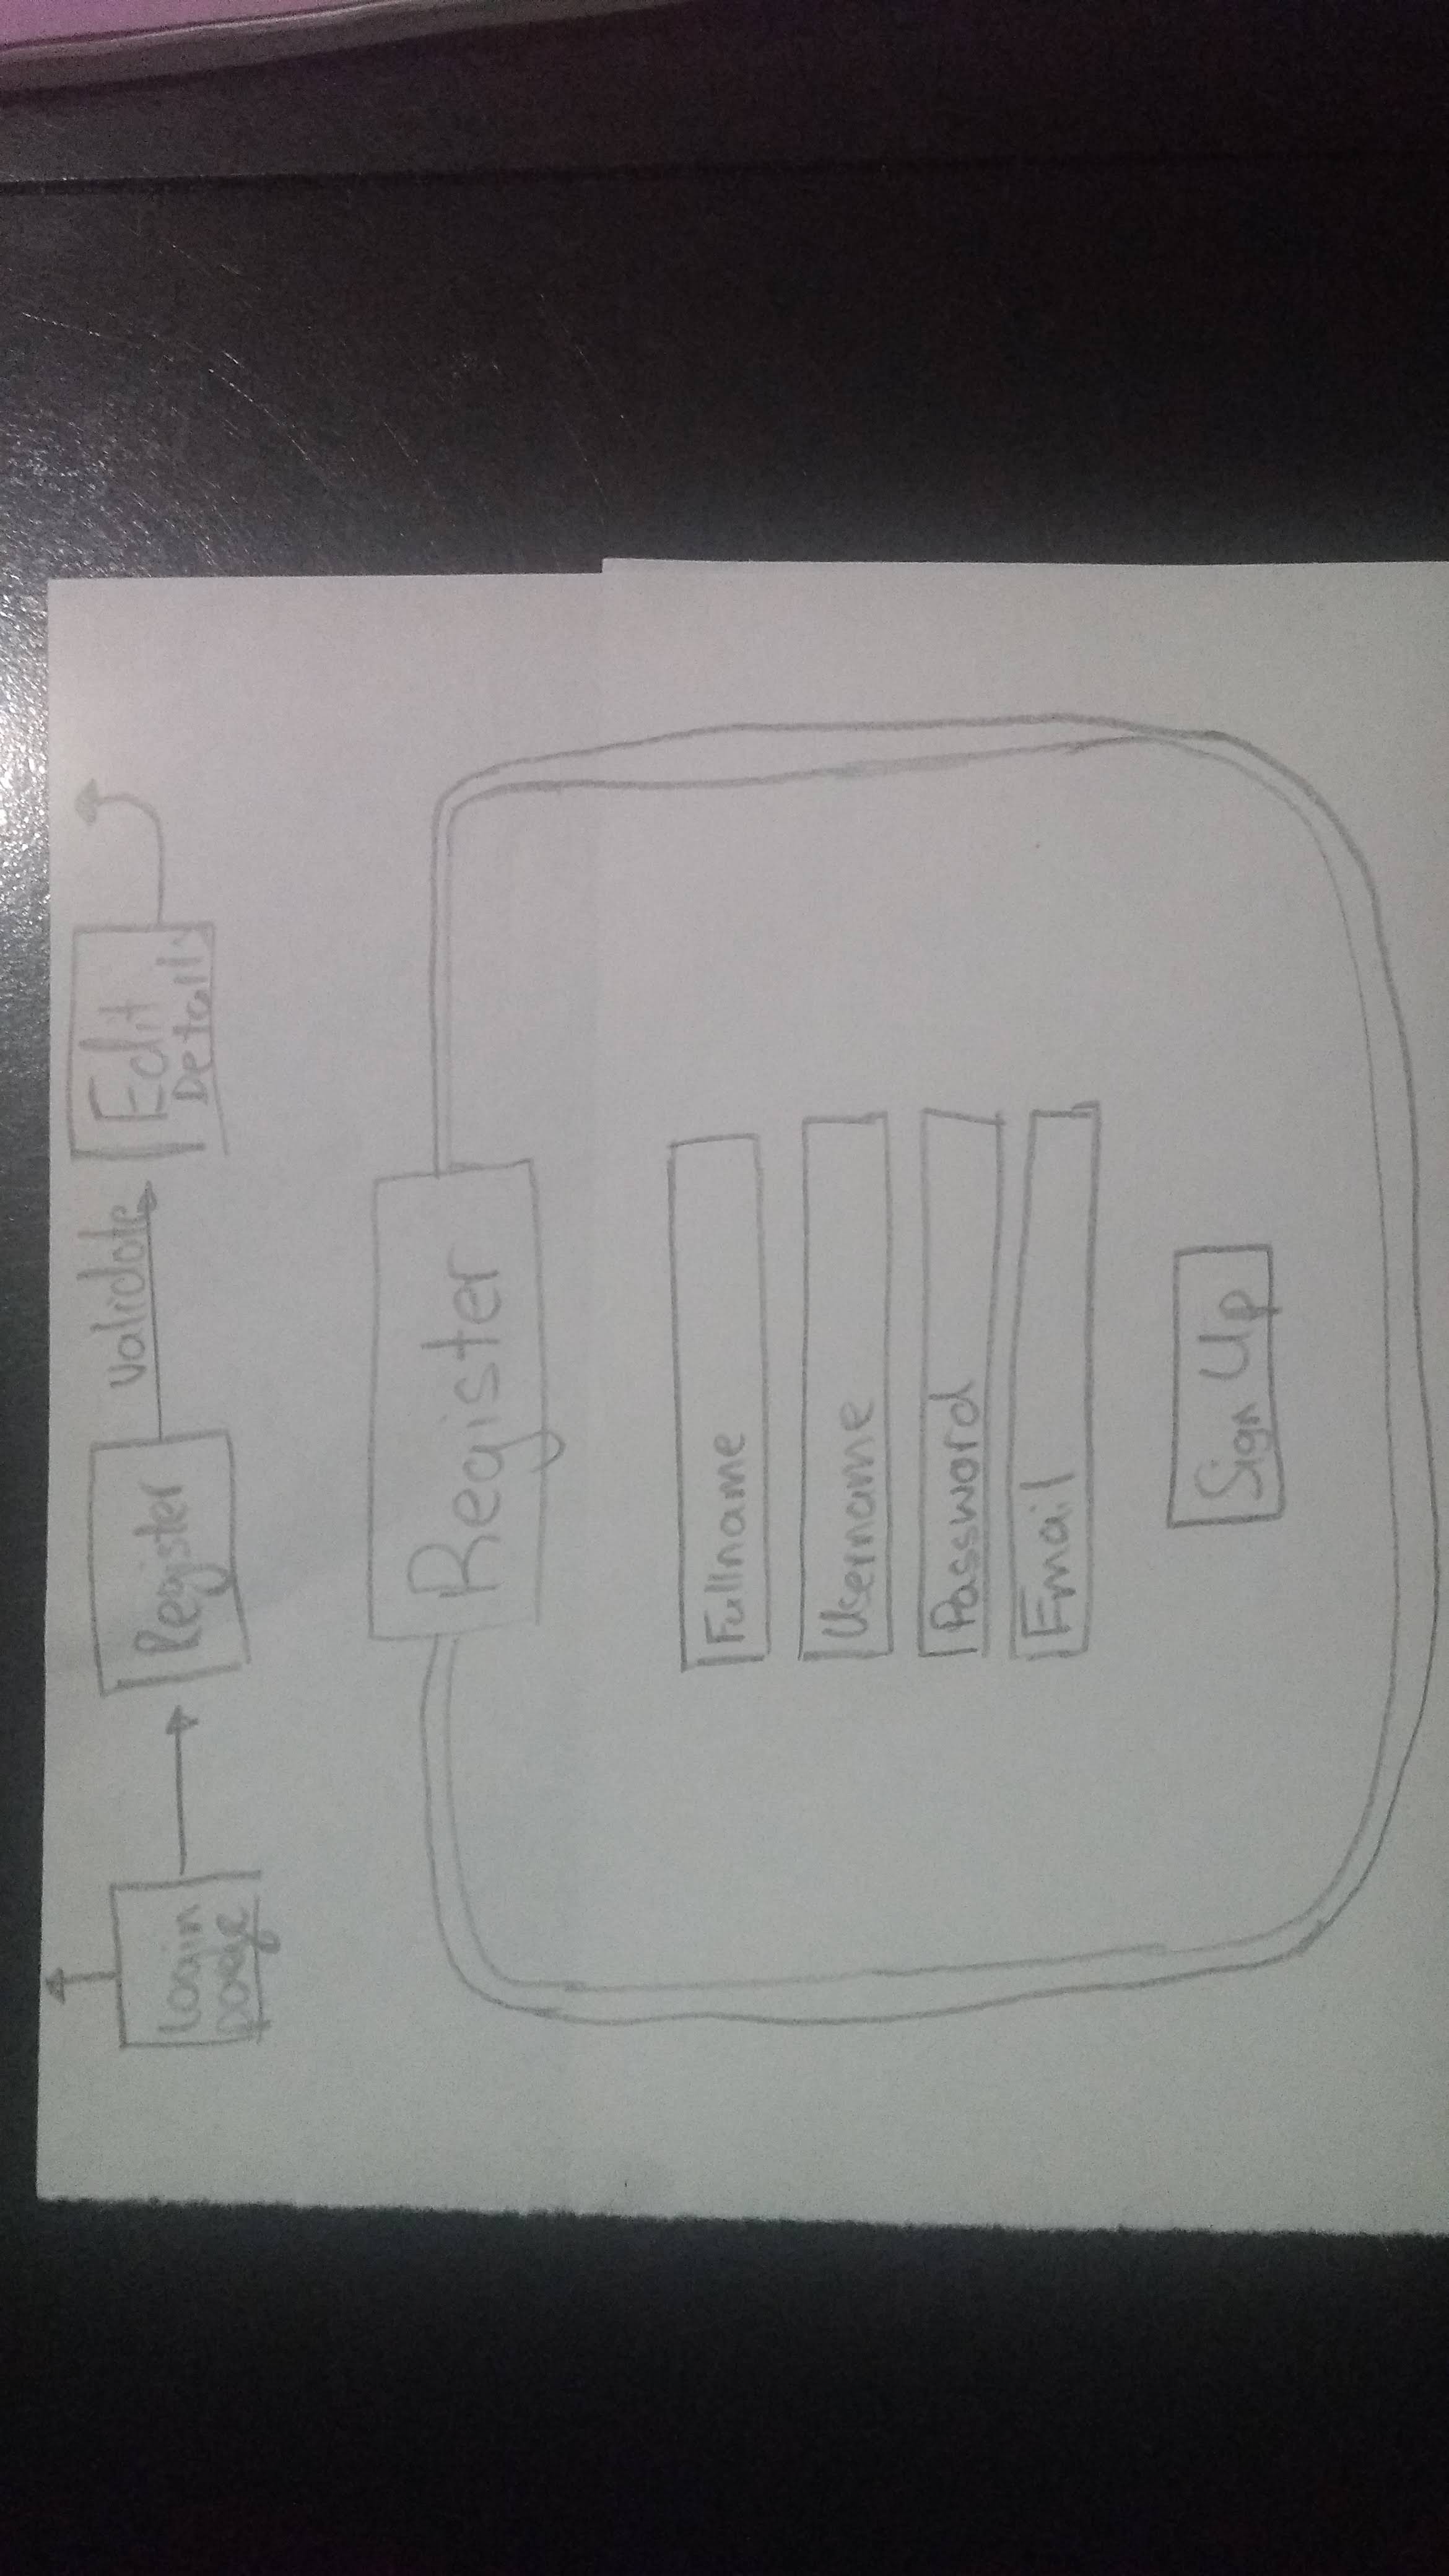 Login
page
Register
Validate
Edit
Details
Register
Fullname
Username
Password
Email
Sign Up